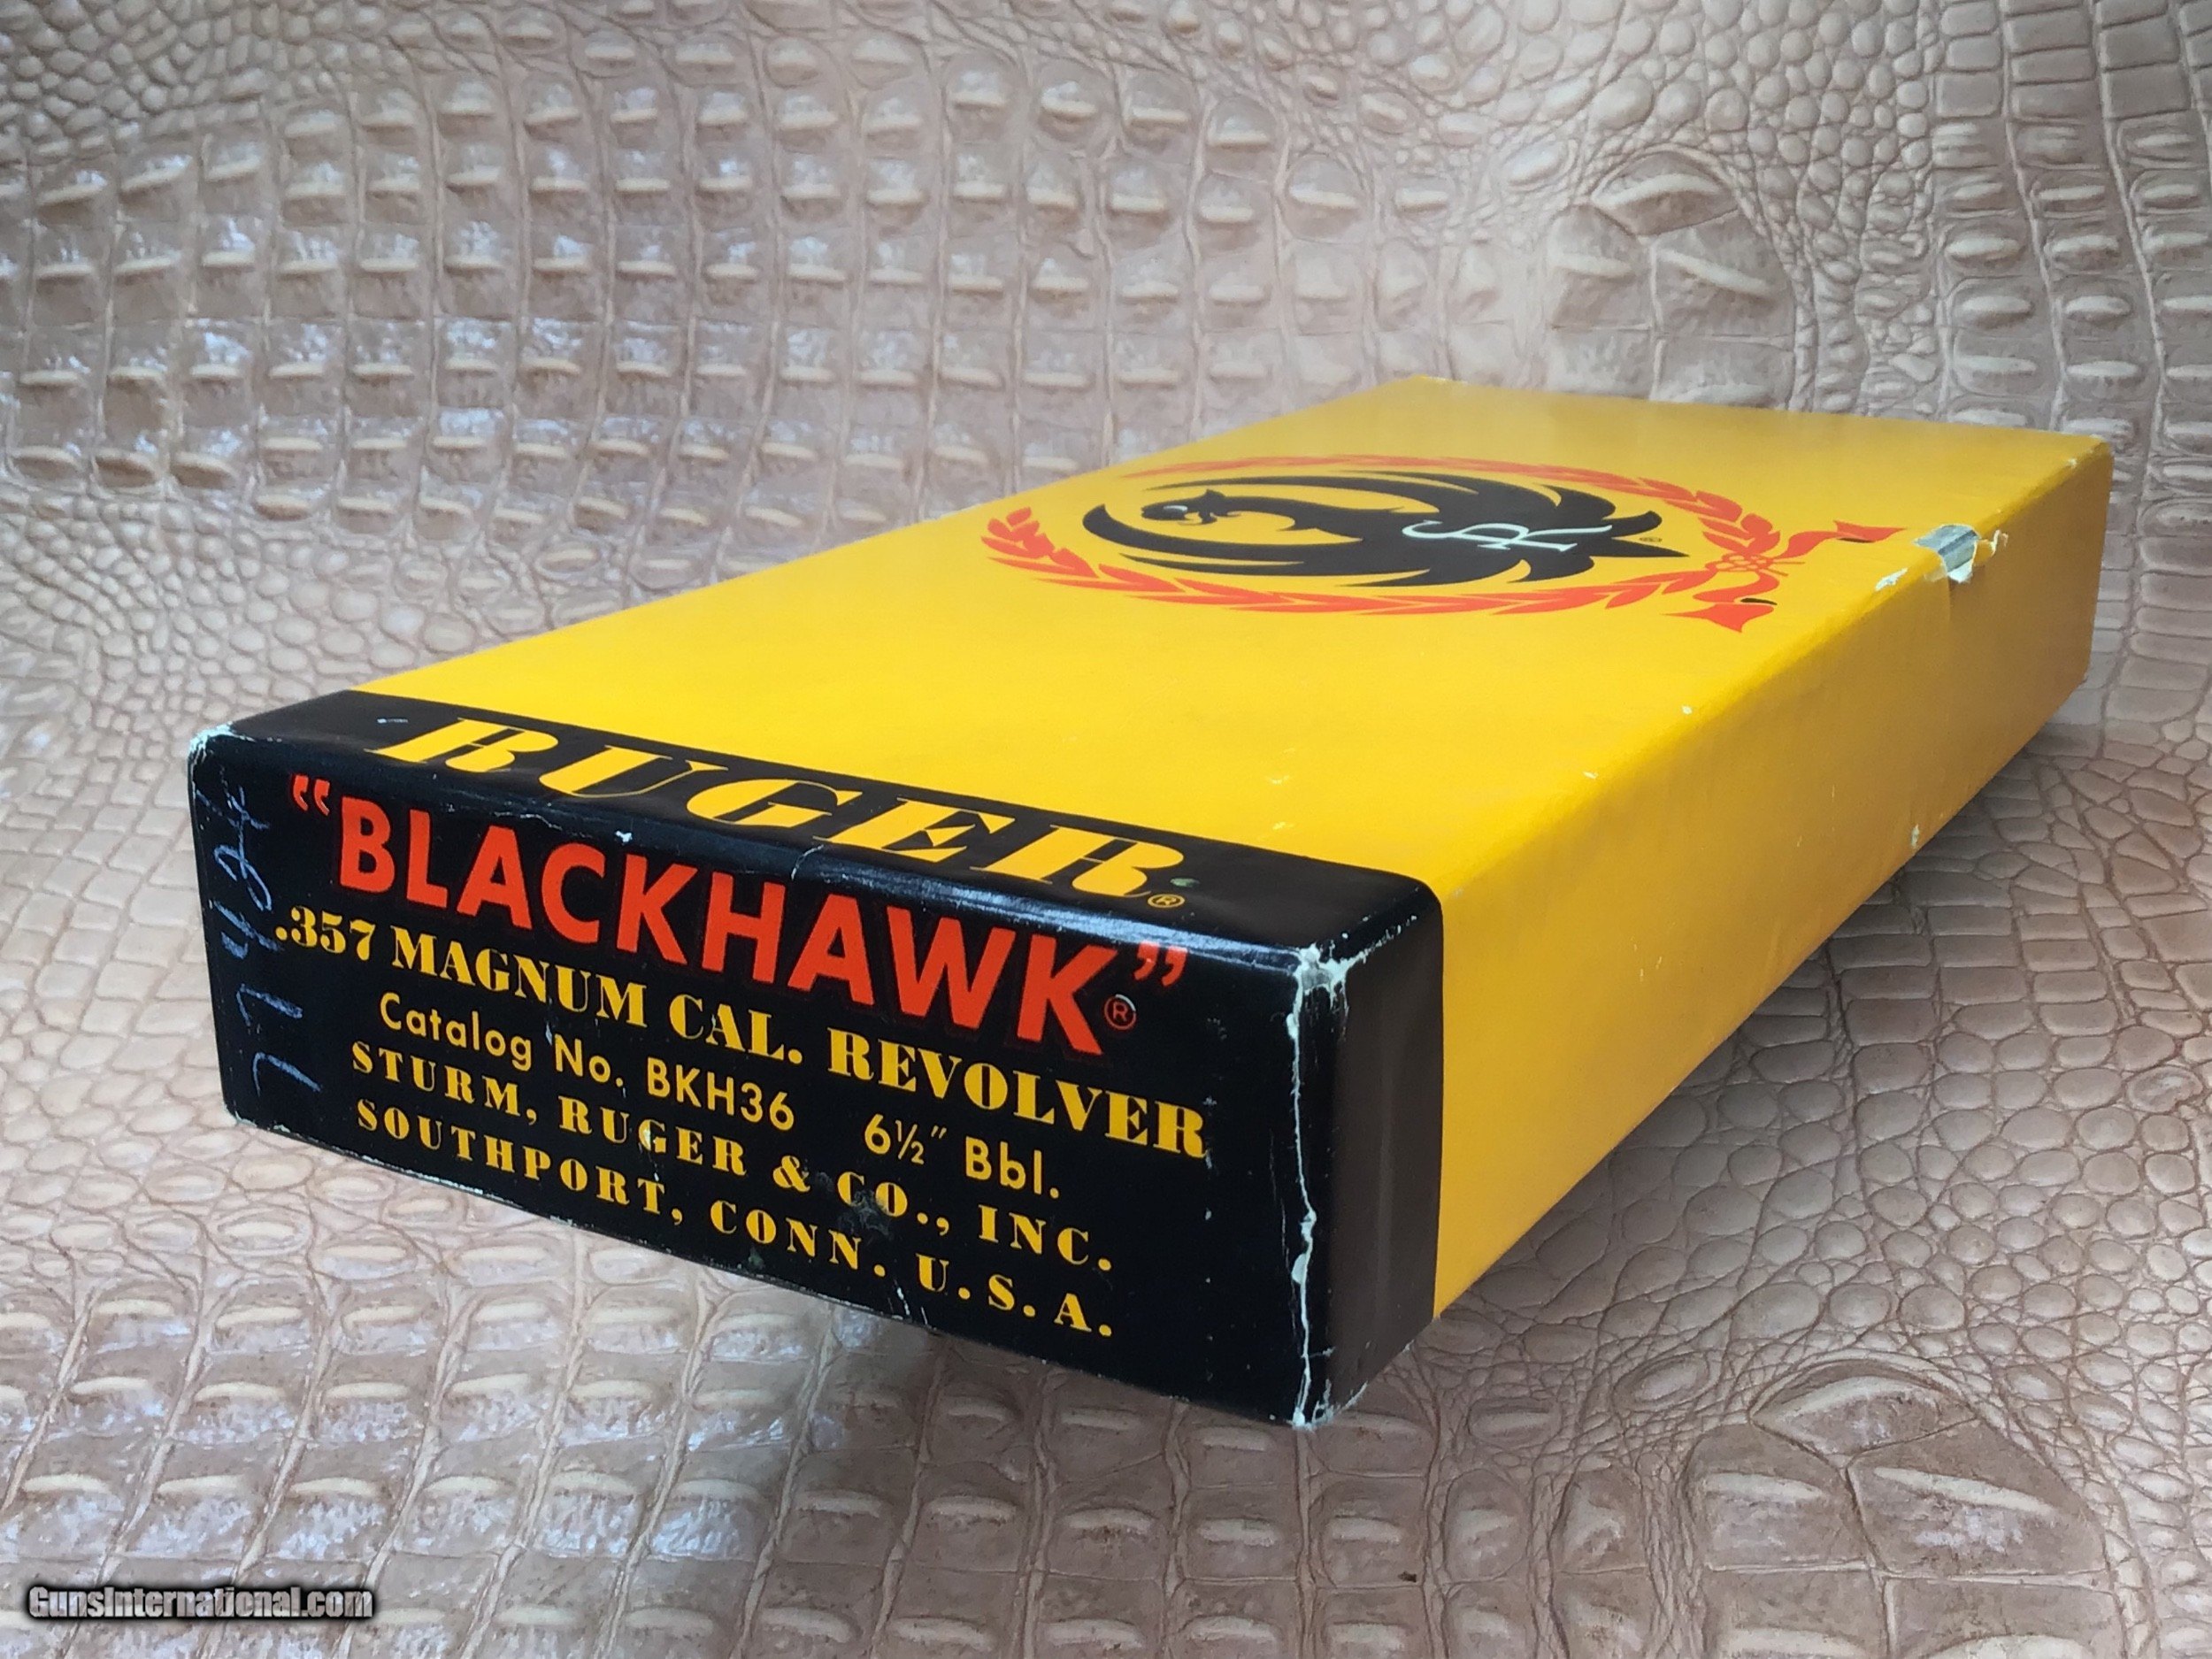 SR
®
RUGER®
"BLACKHAWK"®
.357 MAGNUM CAL. REVOLVER
Catalog No. BKH36 6½" Bbl.
STURM, RUGER & CO., INC.
SOUTHPORT, CONN. U.S.A.
GunsInternational.com